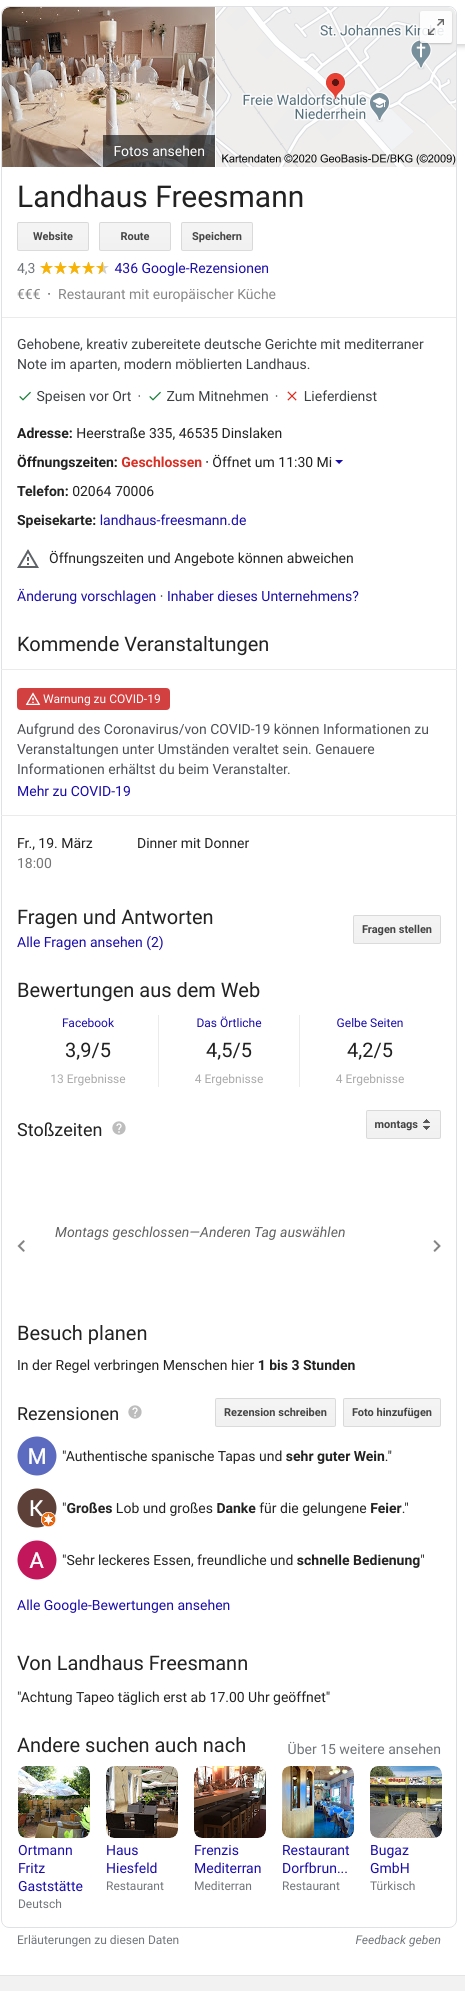 St. Johannes Kirche
Freie Waldorfschule
Niederrhein
Fotos ansehen
Kartendaten ©2020 GeoBasis-DE/BKG (©2009)
Landhaus Freesmann
Website Route Speichern
4,3 436 Google-Rezensionen
€€€ · Restaurant mit europäischer Küche
Gehobene, kreativ zubereitete deutsche Gerichte mit mediterraner
Note im aparten, modern möblierten Landhaus.
✓ Speisen vor Ort · ✓ Zum Mitnehmen · ✕ Lieferdienst
Adresse: Heerstraße 335, 46535 Dinslaken
Öffnungszeiten: Geschlossen · Öffnet um 11:30 Mi
Telefon: 02064 70006
Speisekarte: landhaus-freesmann.de
Öffnungszeiten und Angebote können abweichen
Änderung vorschlagen · Inhaber dieses Unternehmens?
Kommende Veranstaltungen
Warnung zu COVID-19
Aufgrund des Coronavirus/von COVID-19 können Informationen zu
Veranstaltungen unter Umständen veraltet sein. Genauere
Informationen erhältst du beim Veranstalter.
Mehr zu COVID-19
Fr., 19. März Dinner mit Donner
18:00
Fragen und Antworten
Alle Fragen ansehen (2)
Fragen stellen
Bewertungen aus dem Web
Facebook Das Örtliche Gelbe Seiten
3,9/5 4,5/5 4,2/5
13 Ergebnisse 4 Ergebnisse 4 Ergebnisse
Stoßzeiten montags
Montags geschlossen—Anderen Tag auswählen
Besuch planen
In der Regel verbringen Menschen hier 1 bis 3 Stunden
Rezensionen Rezension schreiben Foto hinzufügen
M "Authentische spanische Tapas und sehr guter Wein."
K "Großes Lob und großes Danke für die gelungene Feier."
A "Sehr leckeres Essen, freundliche und schnelle Bedienung"
Alle Google-Bewertungen ansehen
Von Landhaus Freesmann
"Achtung Tapeo täglich erst ab 17.00 Uhr geöffnet"
Andere suchen auch nach Über 15 weitere ansehen
Ortmann Haus Frenzis Restaurant Bugaz
Fritz Hiesfeld Mediterran Dorfbrun... GmbH
Gaststätte Restaurant Mediterran Restaurant Türkisch
Deutsch
Erläuterungen zu diesen Daten Feedback geben